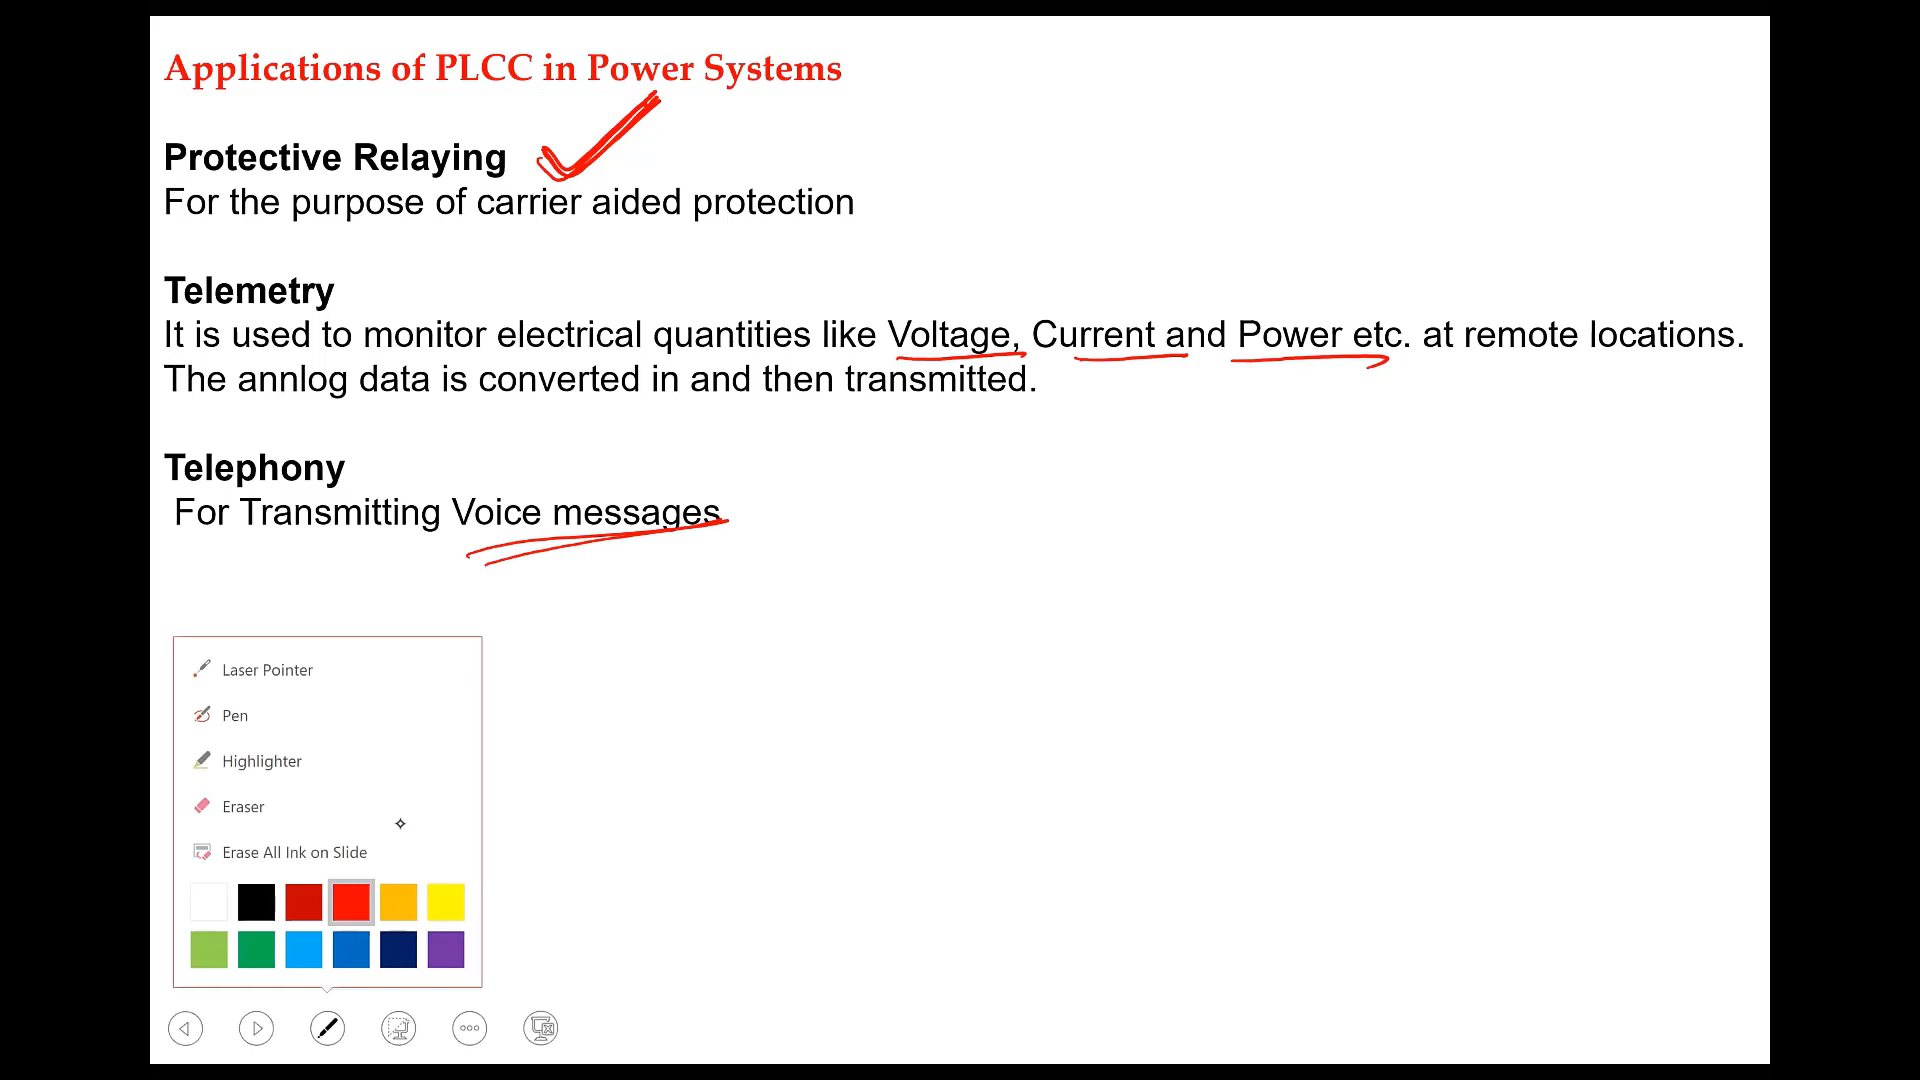 Applications of PLCC in Power Systems
Protective Relaying
For the purpose of carrier aided protection
Telemetry
It is used to monitor electrical quantities like Voltage, Current and Power etc. at remote locations.
The annlog data is converted in and then transmitted.
Telephony
For Transmitting Voice messages
Laser Pointer
Pen
Highlighter
Eraser
Erase All Ink on Slide